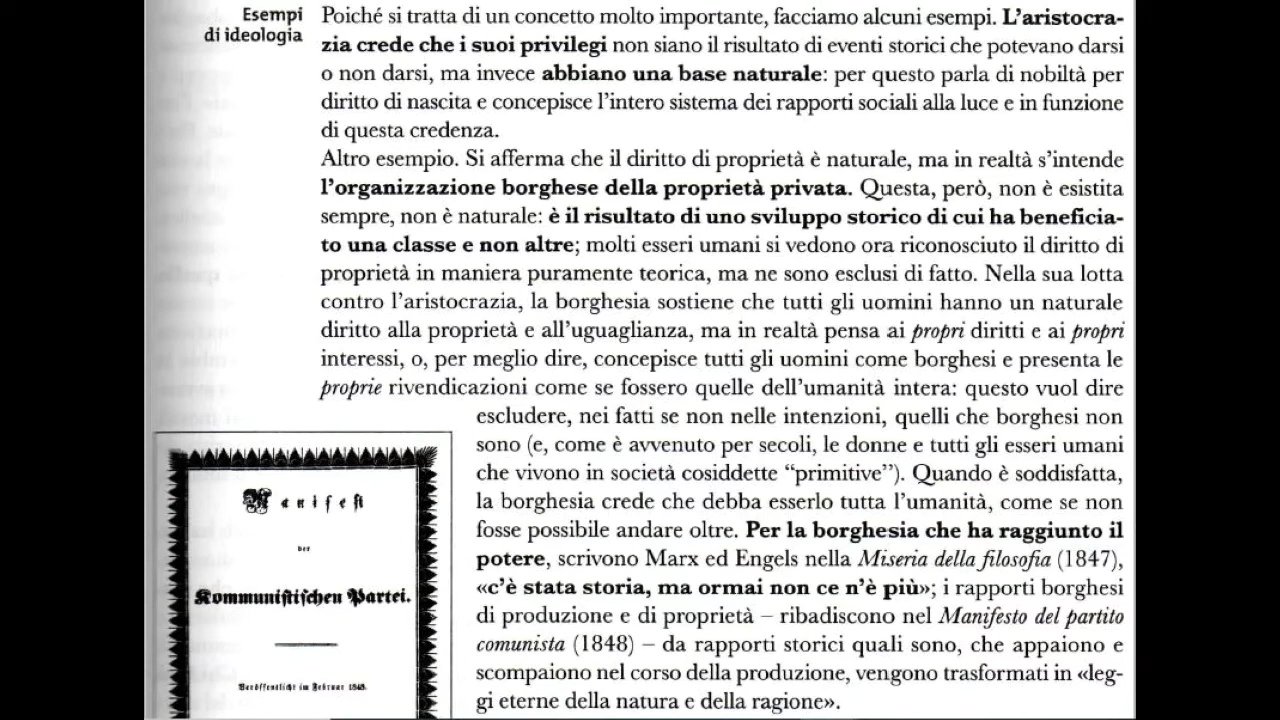 Esempi
di ideologia
Poiché si tratta di un concetto molto importante, facciamo alcuni esempi. L’aristocra-
zia crede che i suoi privilegi non siano il risultato di eventi storici che potevano darsi
o non darsi, ma invece abbiano una base naturale: per questo parla di nobiltà per
diritto di nascita e concepisce l’intero sistema dei rapporti sociali alla luce e in funzione
di questa credenza.
Altro esempio. Si afferma che il diritto di proprietà è naturale, ma in realtà s’intende
l’organizzazione borghese della proprietà privata. Questa, però, non è esistita
sempre, non è naturale: è il risultato di uno sviluppo storico di cui ha beneficia-
to una classe e non altre; molti esseri umani si vedono ora riconosciuto il diritto di
proprietà in maniera puramente teorica, ma ne sono esclusi di fatto. Nella sua lotta
contro l’aristocrazia, la borghesia sostiene che tutti gli uomini hanno un naturale
diritto alla proprietà e all’uguaglianza, ma in realtà pensa ai propri diritti e ai propri
interessi, o, per meglio dire, concepisce tutti gli uomini come borghesi e presenta le
proprie rivendicazioni come se fossero quelle dell’umanità intera: questo vuol dire
escludere, nei fatti se non nelle intenzioni, quelli che borghesi non
sono (e, come è avvenuto per secoli, le donne e tutti gli esseri umani
che vivono in società cosiddette “primitive”). Quando è soddisfatta,
la borghesia crede che debba esserlo tutta l’umanità, come se non
fosse possibile andare oltre. Per la borghesia che ha raggiunto il
potere, scrivono Marx ed Engels nella Miseria della filosofia (1847),
«c’è stata storia, ma ormai non ce n’è più»; i rapporti borghesi
di produzione e di proprietà – ribadiscono nel Manifesto del partito
comunista (1848) – da rapporti storici quali sono, che appaiono e
scompaiono nel corso della produzione, vengono trasformati in «leg-
gi eterne della natura e della ragione».
Manifest
der
Kommunistischen Partei.
Veröffentlicht im Februar 1848.